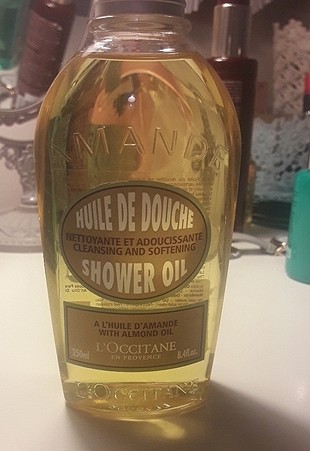 AMANDE
HUILE DE DOUCHE
NETTOYANTE ET ADOUCISSANTE
CLEANSING AND SOFTENING
SHOWER OIL
A L'HUILE D'AMANDE
WITH ALMOND OIL
L'OCCITANE
EN PROVENCE
250ml 8.4fl.oz.
L'OCCITANE